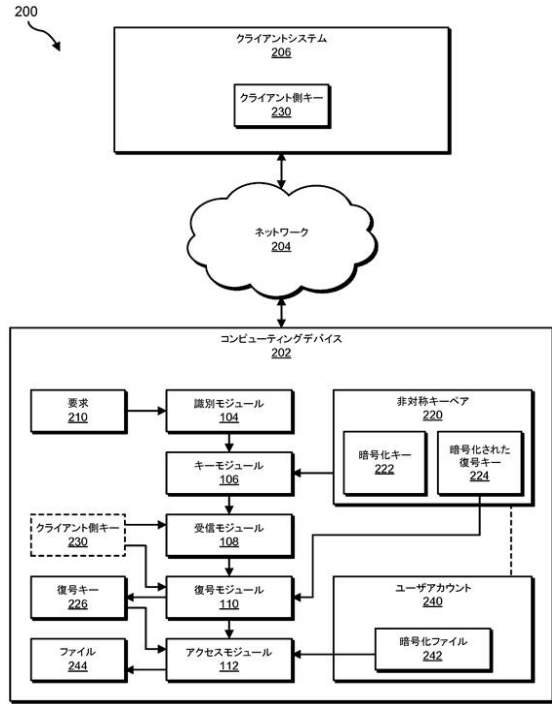 200
クライアントシステム
206
クライアント側キー
230
ネットワーク
204
コンピューティングデバイス
202
要求
210
識別モジュール
104
非対称キーペア
220
暗号化キー
222
暗号化された
復号キー
224
キーモジュール
106
クライアント側キー
230
受信モジュール
108
復号キー
226
復号モジュール
110
ユーザアカウント
240
暗号化ファイル
242
ファイル
244
アクセスモジュール
112